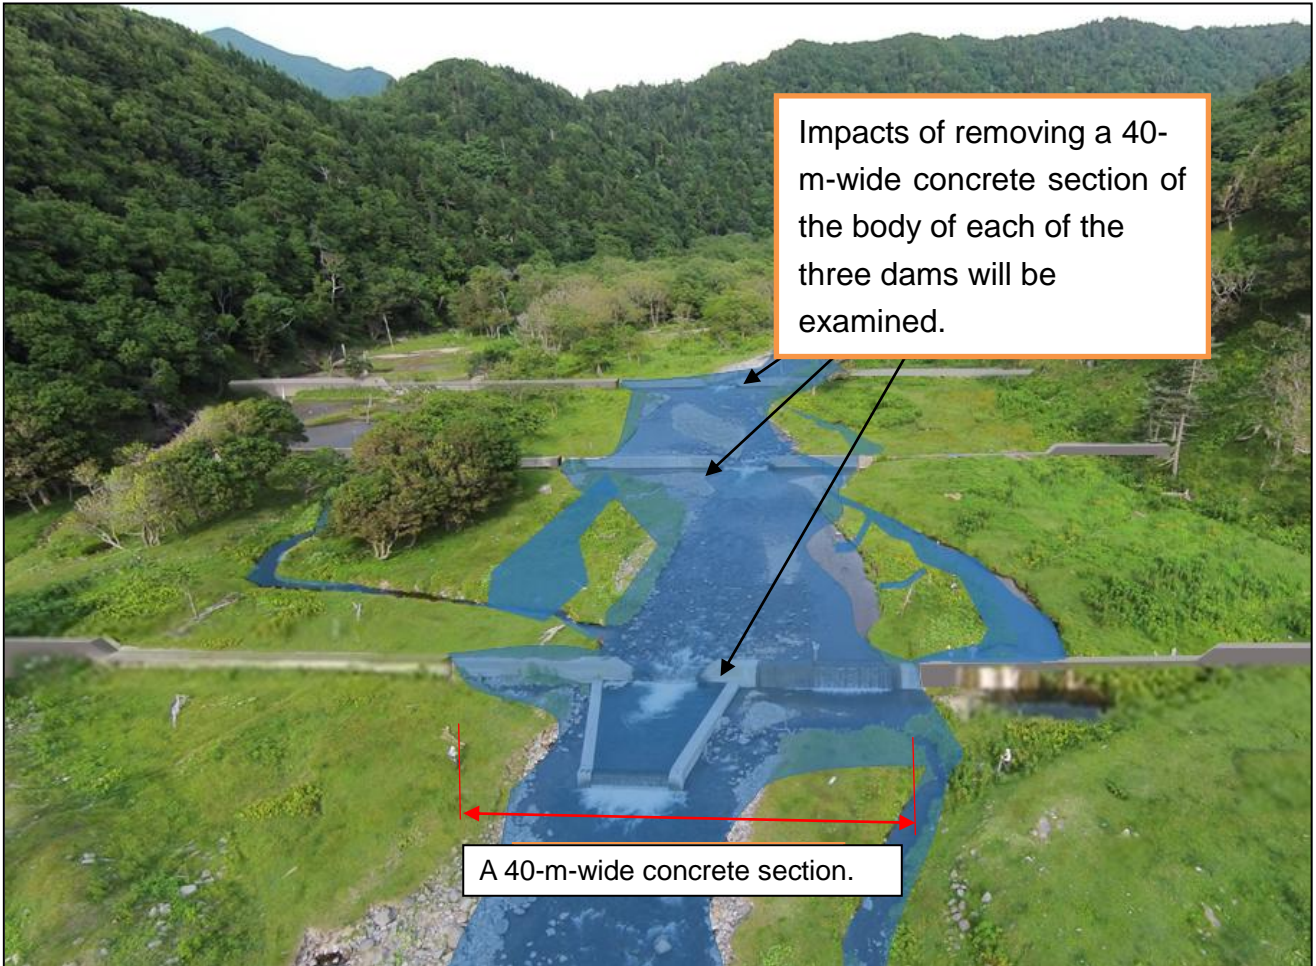 Impacts of removing a 40-
m-wide concrete section of
the body of each of the
three dams will be
examined.
A 40-m-wide concrete section.